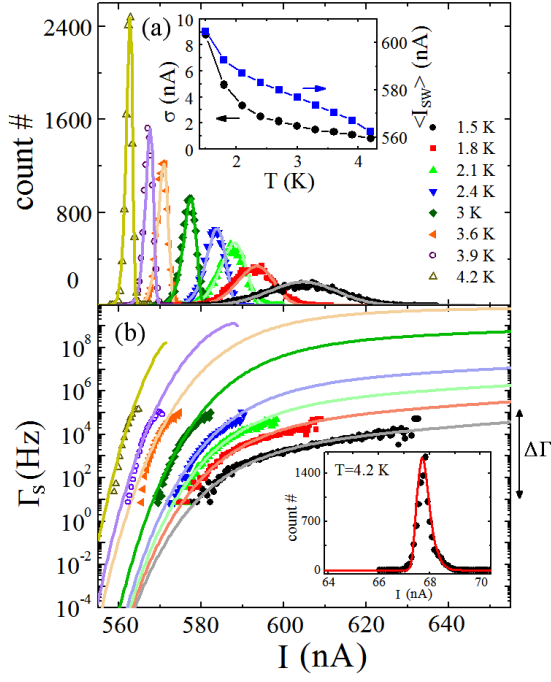 (a)
count #
2400
1600
800
0
10
8
6
4
2
0
σ (nA)
600
580
560
<I_SW> (nA)
2
3
4
T (K)
1.5 K
1.8 K
2.1 K
2.4 K
3 K
3.6 K
3.9 K
4.2 K
(b)
Γ_s (Hz)
10^8
10^6
10^4
10^2
10^0
10^-2
10^-4
ΔΓ
T=4.2 K
count #
1400
700
0
64
66
68
70
I (nA)
560
580
600
620
640
I (nA)